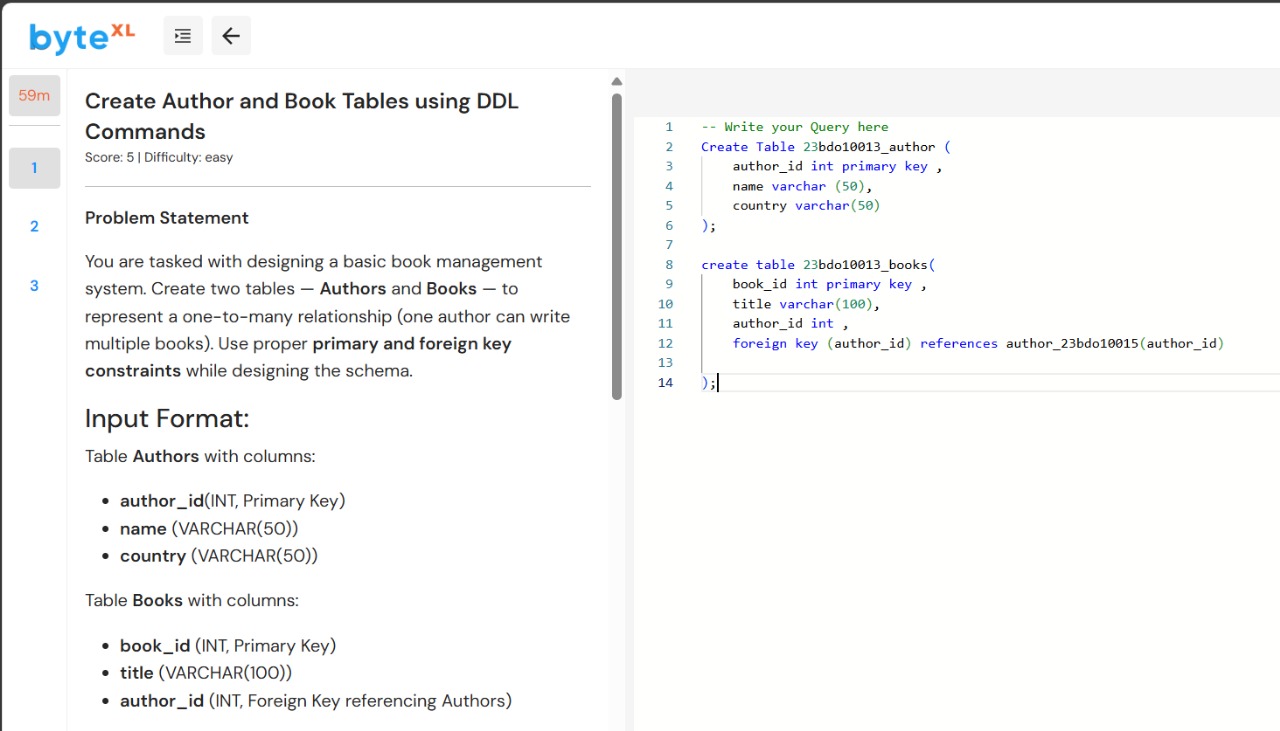 byteXL
59m
1
2
3
Create Author and Book Tables using DDL
Commands
Score: 5 | Difficulty: easy
Problem Statement
You are tasked with designing a basic book management
system. Create two tables — Authors and Books — to
represent a one-to-many relationship (one author can write
multiple books). Use proper primary and foreign key
constraints while designing the schema.
Input Format:
Table Authors with columns:
• author_id(INT, Primary Key)
• name (VARCHAR(50))
• country (VARCHAR(50))
Table Books with columns:
• book_id (INT, Primary Key)
• title (VARCHAR(100))
• author_id (INT, Foreign Key referencing Authors)
1 -- Write your Query here
2 Create Table 23bdo10013_author (
3 author_id int primary key ,
4 name varchar (50),
5 country varchar(50)
6 );
7
8 create table 23bdo10013_books(
9 book_id int primary key ,
10 title varchar(100),
11 author_id int ,
12 foreign key (author_id) references author_23bdo10015(author_id)
13
14 );